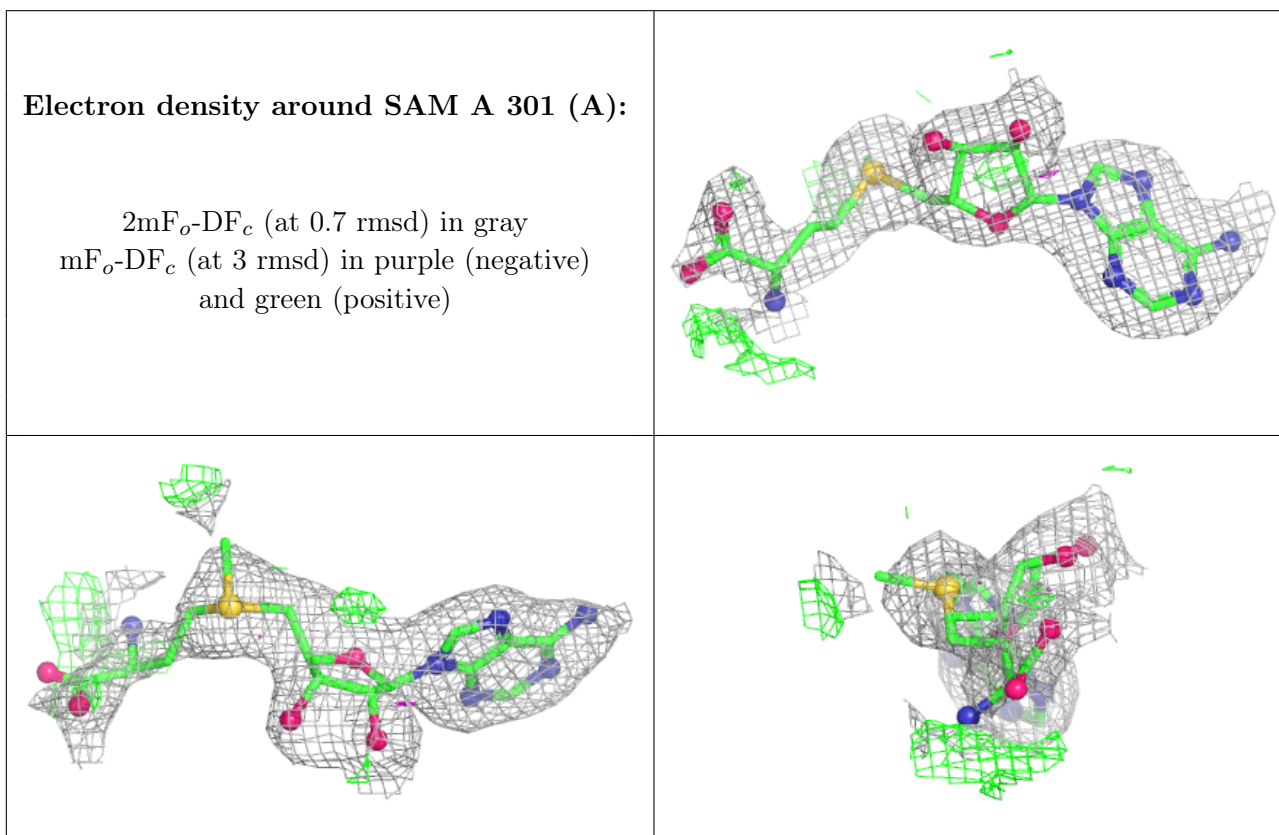 Electron density around SAM A 301 (A):
2mFₒ-DF𝒸 (at 0.7 rmsd) in gray
mFₒ-DF𝒸 (at 3 rmsd) in purple (negative)
and green (positive)